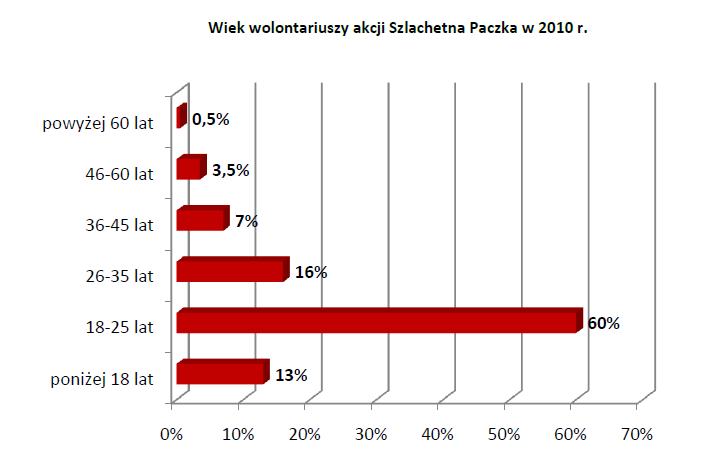 Wiek wolontariuszy akcji Szlachetna Paczka w 2010 r.
powyżej 60 lat 0,5%
46-60 lat 3,5%
36-45 lat 7%
26-35 lat 16%
18-25 lat 60%
poniżej 18 lat 13%
0% 10% 20% 30% 40% 50% 60% 70%